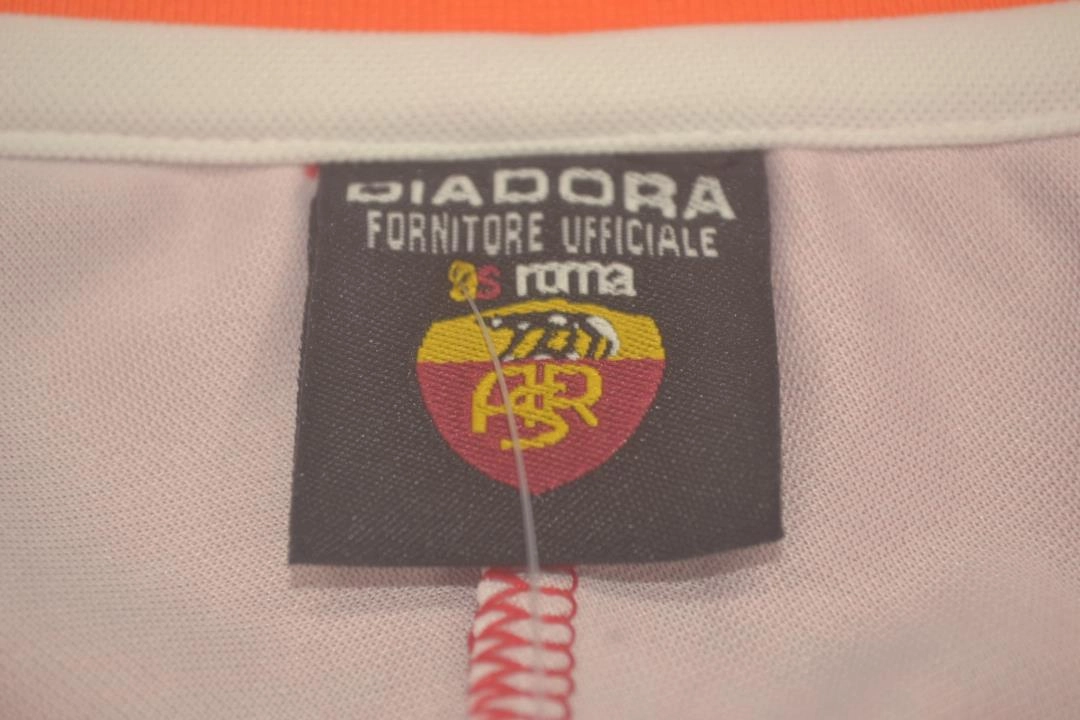 DIADORA
FORNITORE UFFICIALE
as roma
ASR